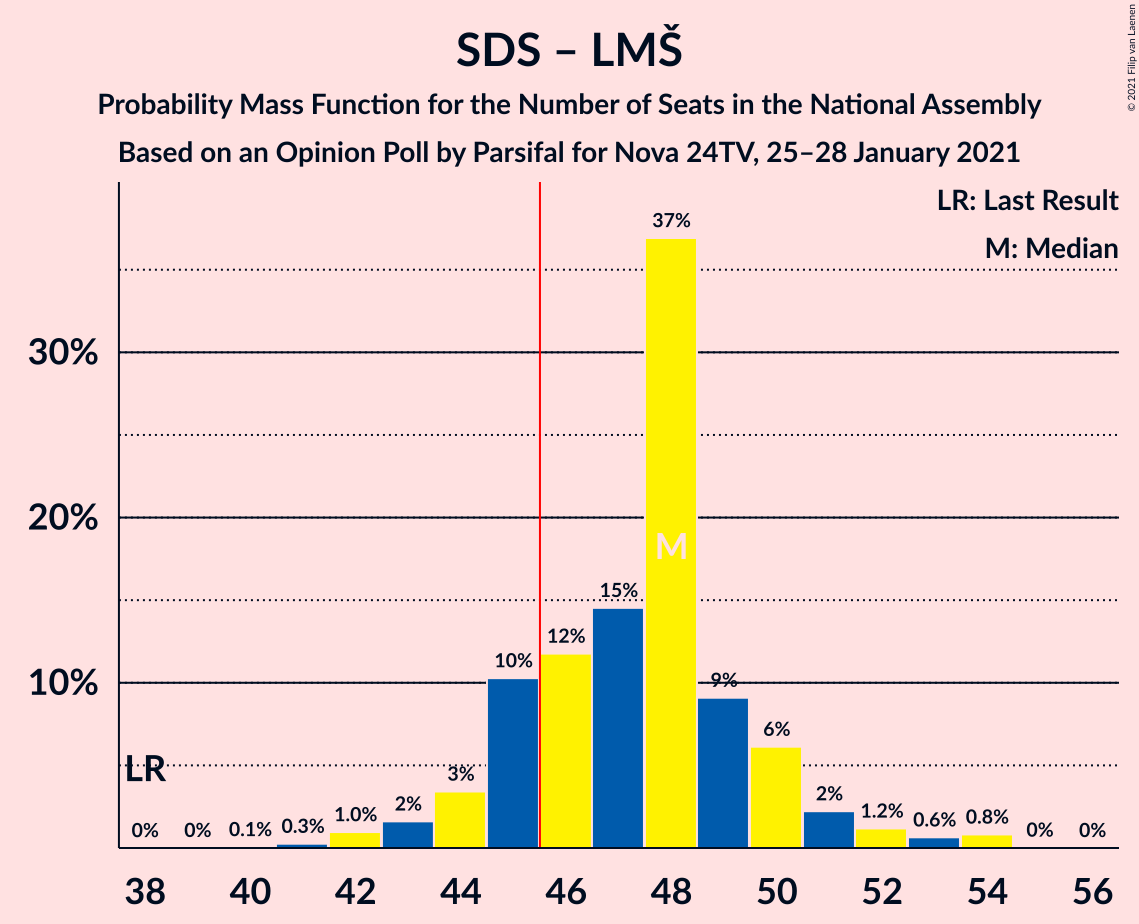 SDS – LMŠ
Probability Mass Function for the Number of Seats in the National Assembly
Based on an Opinion Poll by Parsifal for Nova 24TV, 25–28 January 2021
© 2021 Filip van Laenen
LR: Last Result
M: Median
30%
20%
10%
LR
M
0%
0%
0.1%
0.3%
1.0%
2%
3%
10%
12%
15%
37%
9%
6%
2%
1.2%
0.6%
0.8%
0%
0%
38 40 42 44 46 48 50 52 54 56